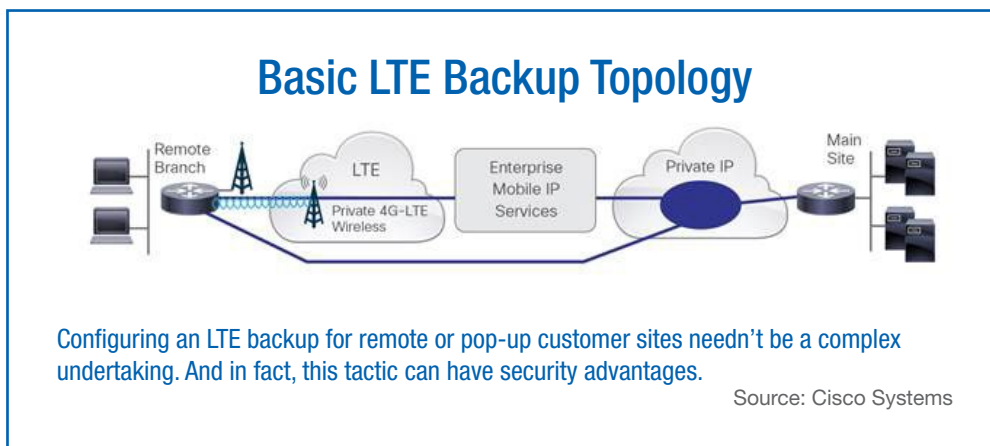 Basic LTE Backup Topology
Remote
Branch
LTE
Private 4G-LTE
Wireless
Enterprise
Mobile IP
Services
Private IP
Main
Site
Configuring an LTE backup for remote or pop-up customer sites needn’t be a complex
undertaking. And in fact, this tactic can have security advantages.
Source: Cisco Systems